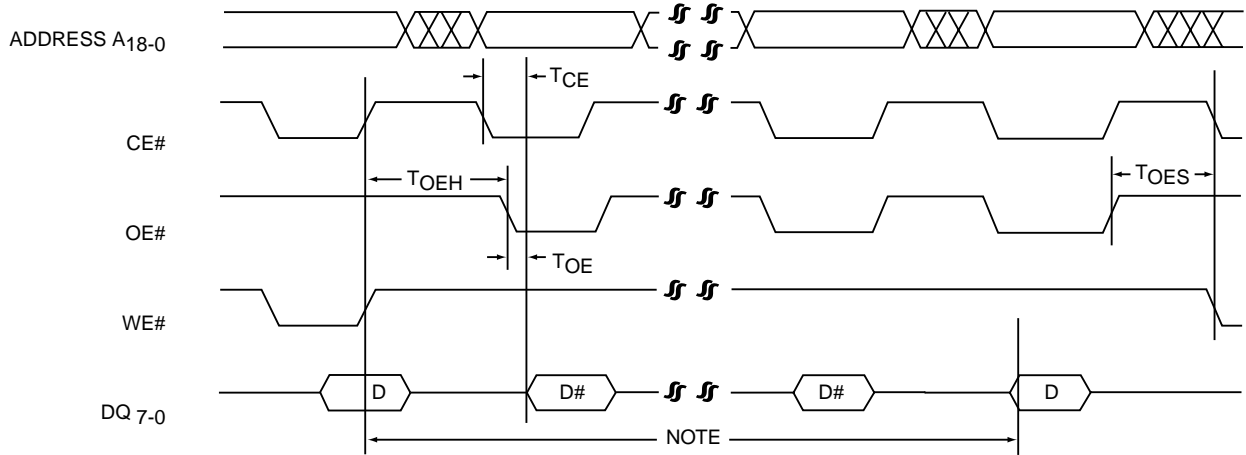 ADDRESS A18-0
TCE
CE#
TOEH
TOES
OE#
TOE
WE#
D
D#
D#
D
DQ 7-0
NOTE